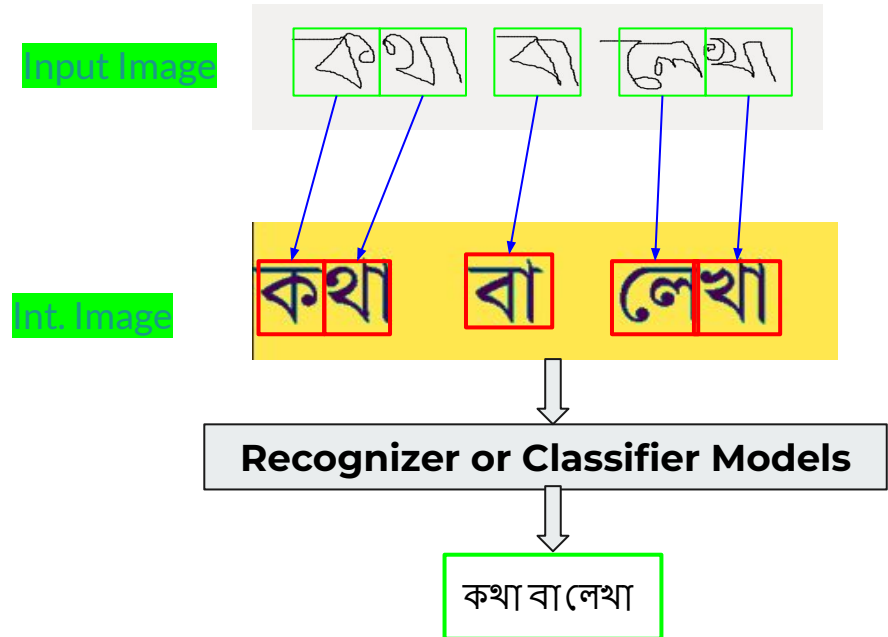 Input Image
কথা বা লেখা
Int. Image
কথা বা লেখা
Recognizer or Classifier Models
কথা বা লেখা